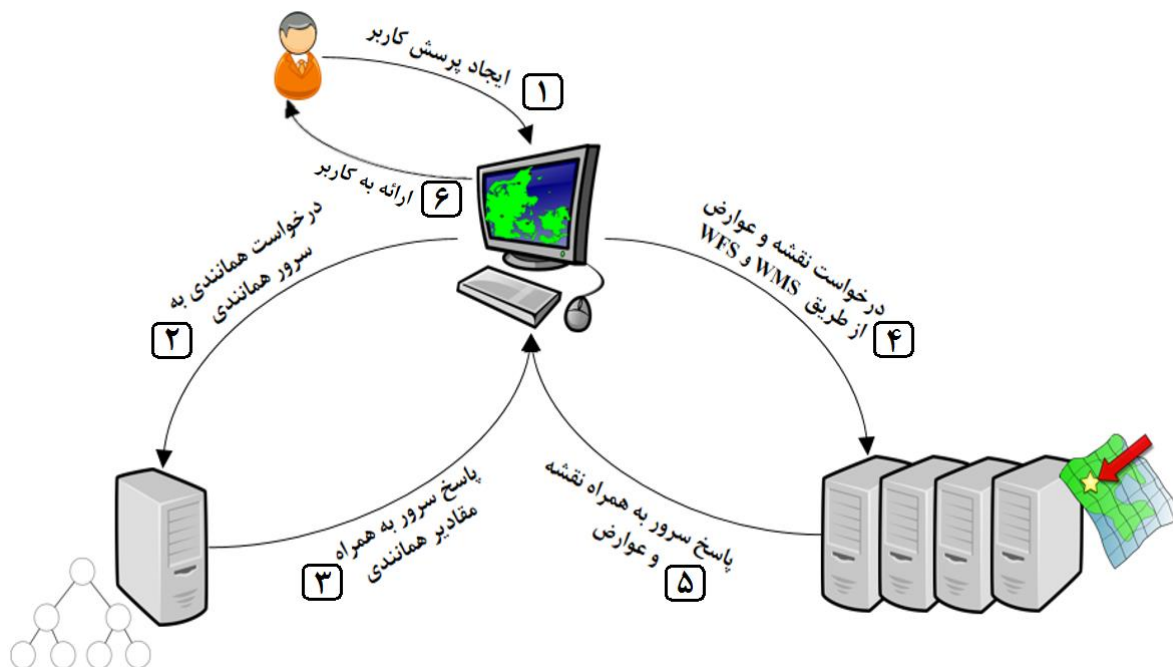 ایجاد پرسش کاربر
۱
درخواست همانندی به
سرور همانندی
۲
پاسخ سرور به همراه
مقادیر همانندی
۳
درخواست نقشه و عوارض
از طریق WMS و WFS
۴
پاسخ سرور به همراه نقشه
و عوارض
۵
ارائه به کاربر
۶